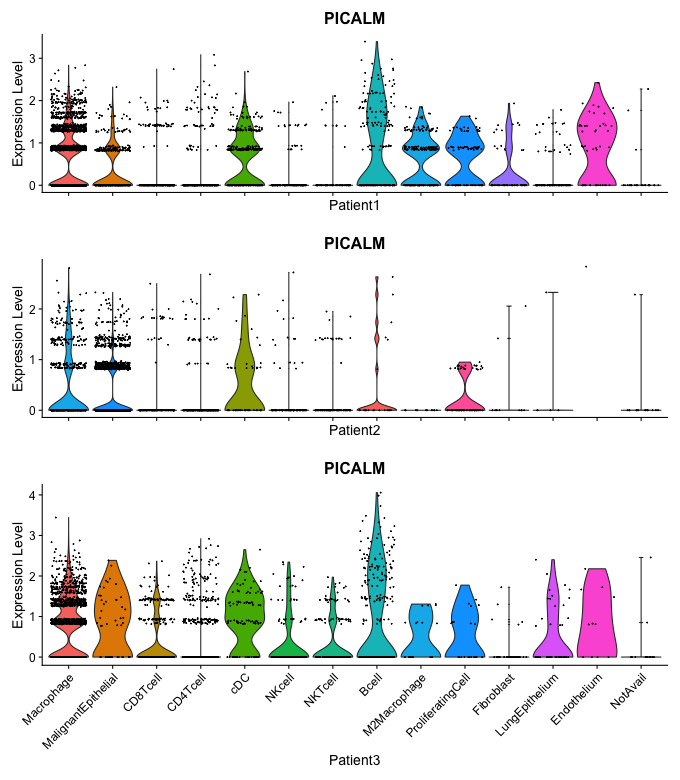 PICALM
Expression Level
3
2
1
0
Patient1
PICALM
Expression Level
2
1
0
Patient2
PICALM
Expression Level
4
3
2
1
0
Macrophage
MalignantEpithelial
CD8Tcell
CD4Tcell
cDC
NKcell
NKTcell
Bcell
M2Macrophage
ProliferatingCell
Fibroblast
LungEpithelium
Endothelium
NotAvail
Patient3